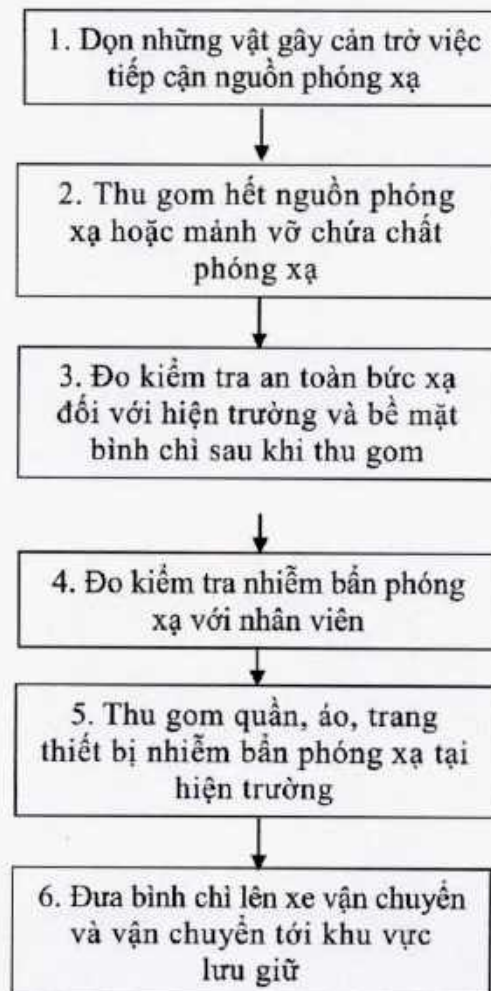 1. Dọn những vật gây cản trở việc
tiếp cận nguồn phóng xạ
2. Thu gom hết nguồn phóng
xạ hoặc mảnh vỡ chứa chất
phóng xạ
3. Đo kiểm tra an toàn bức xạ
đối với hiện trường và bề mặt
bình chì sau khi thu gom
4. Đo kiểm tra nhiễm bẩn phóng
xạ với nhân viên
5. Thu gom quần, áo, trang
thiết bị nhiễm bẩn phóng xạ tại
hiện trường
6. Đưa bình chì lên xe vận chuyển
và vận chuyển tới khu vực
lưu giữ